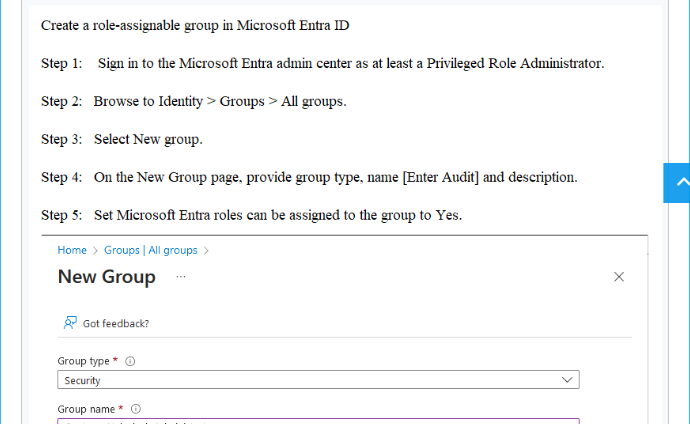 Create a role-assignable group in Microsoft Entra ID
Step 1: Sign in to the Microsoft Entra admin center as at least a Privileged Role Administrator.
Step 2: Browse to Identity > Groups > All groups.
Step 3: Select New group.
Step 4: On the New Group page, provide group type, name [Enter Audit] and description.
Step 5: Set Microsoft Entra roles can be assigned to the group to Yes.
Home > Groups | All groups >
New Group ...
Got feedback?
Group type *
Security
Group name *